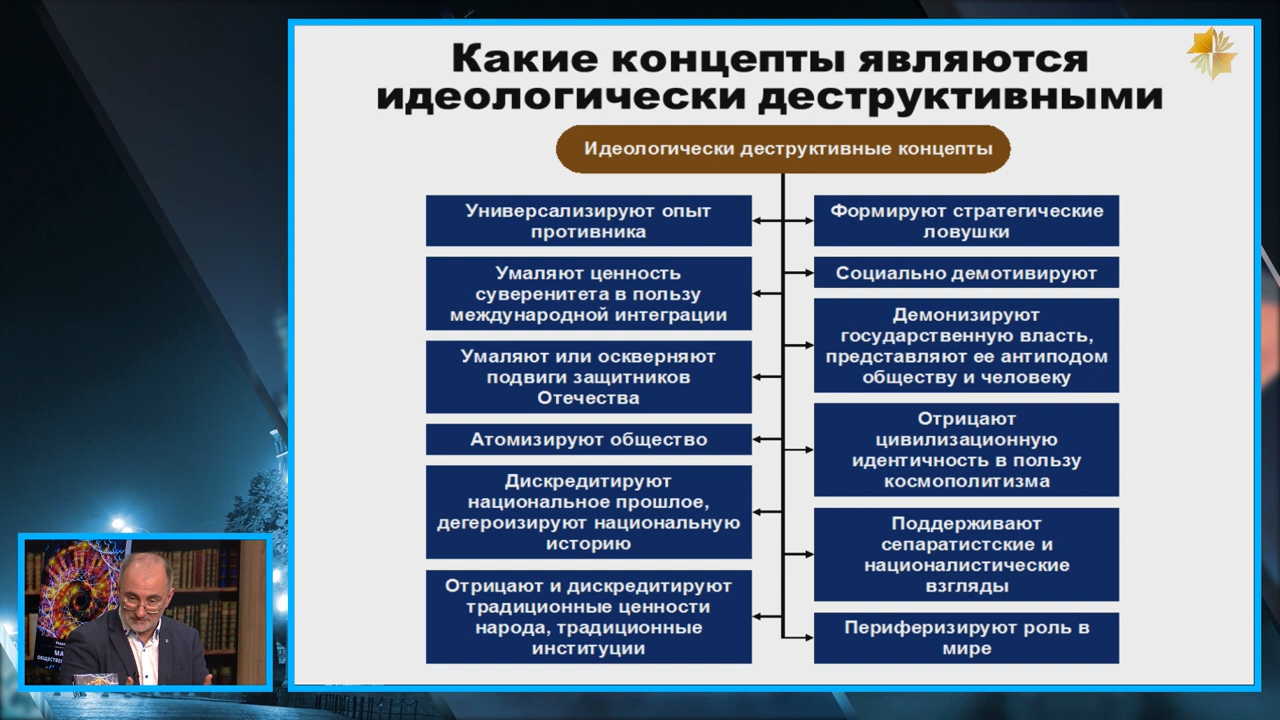 Какие концепты являются
идеологически деструктивными
Идеологически деструктивные концепты
Универсализируют опыт
противника
Умаляют ценность
суверенитета в пользу
международной интеграции
Умаляют или оскверняют
подвиги защитников
Отечества
Атомизируют общество
Дискредитируют
национальное прошлое,
дегероизируют национальную
историю
Отрицают и дискредитируют
традиционные ценности
народа, традиционные
институции
Формируют стратегические
ловушки
Социально демотивируют
Демонизируют
государственную власть,
представляют ее антиподом
обществу и человеку
Отрицают
цивилизационную
идентичность в пользу
космополитизма
Поддерживают
сепаратистские и
националистические
взгляды
Периферизируют роль в
мире